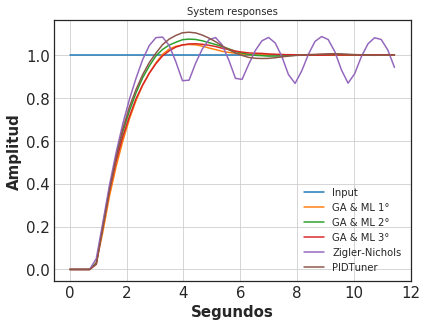 System responses
Amplitud
1.0
0.8
0.6
0.4
0.2
0.0
Input
GA & ML 1°
GA & ML 2°
GA & ML 3°
Zigler-Nichols
PIDTuner
0 2 4 6 8 10 12
Segundos